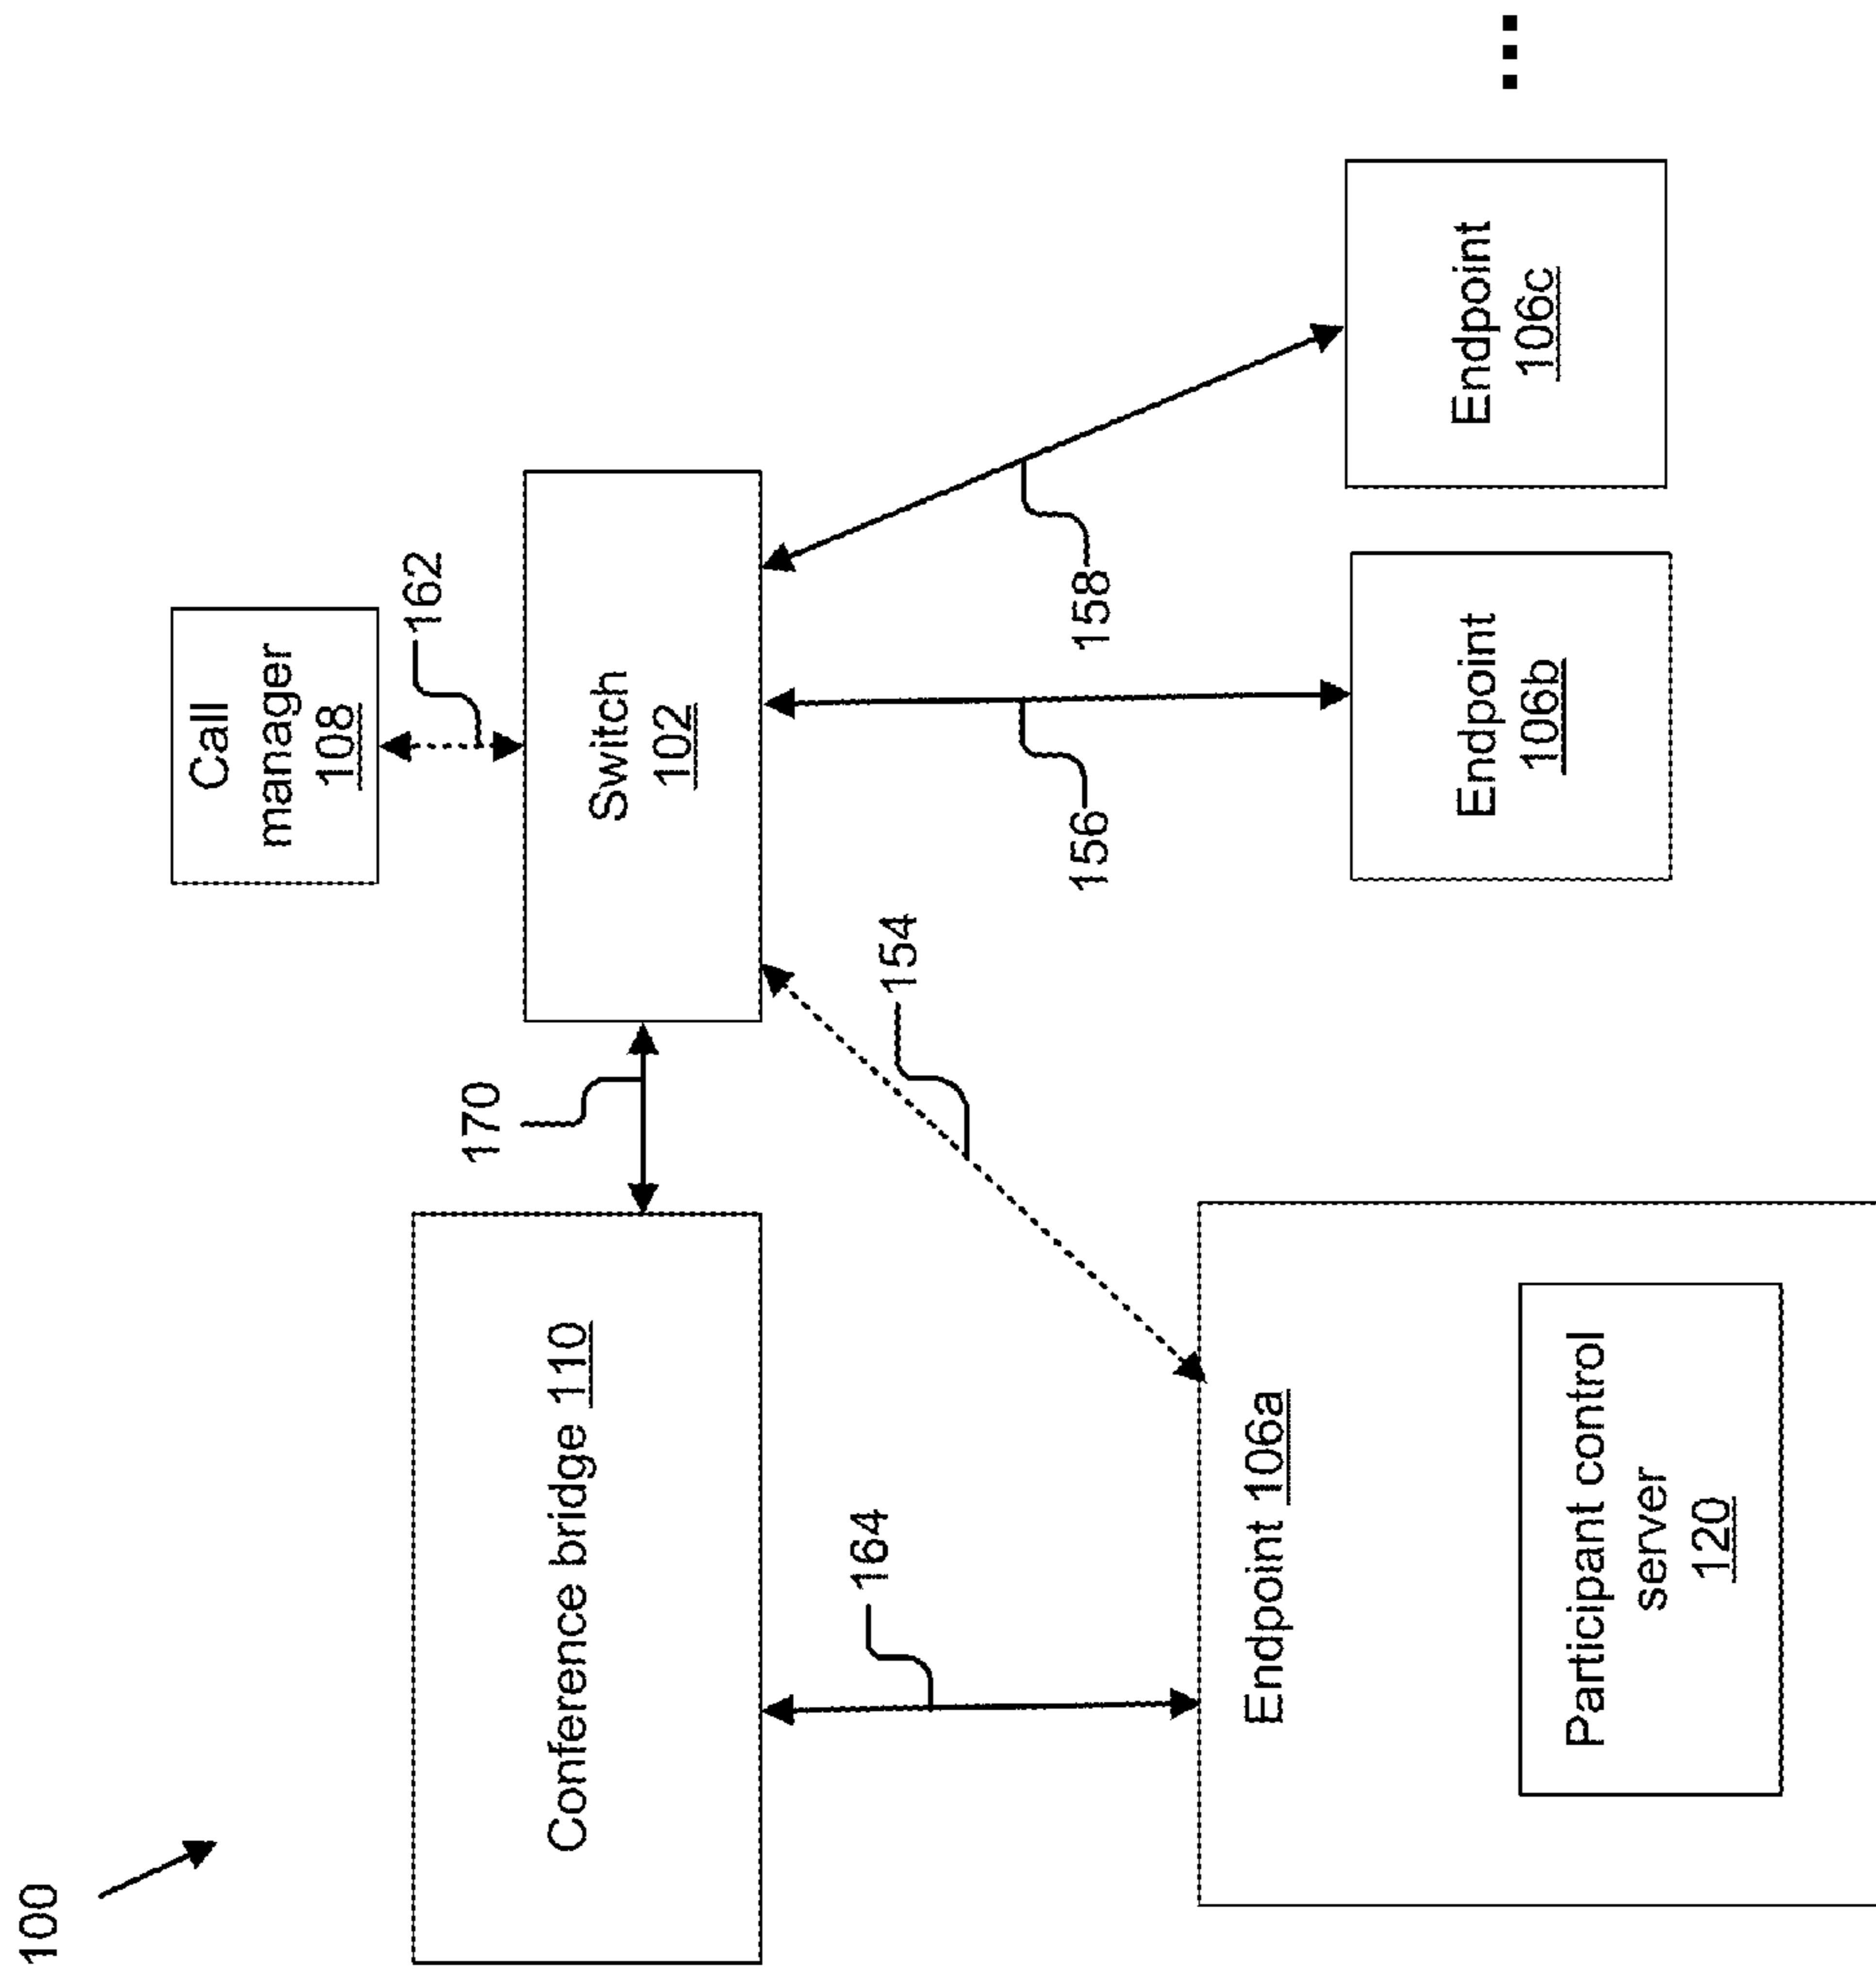 100
Call
manager
108
162
Conference bridge 110
170
Switch
102
164
154
156
158
Endpoint 106a
Participant control
server
120
Endpoint
106b
Endpoint
106c
...